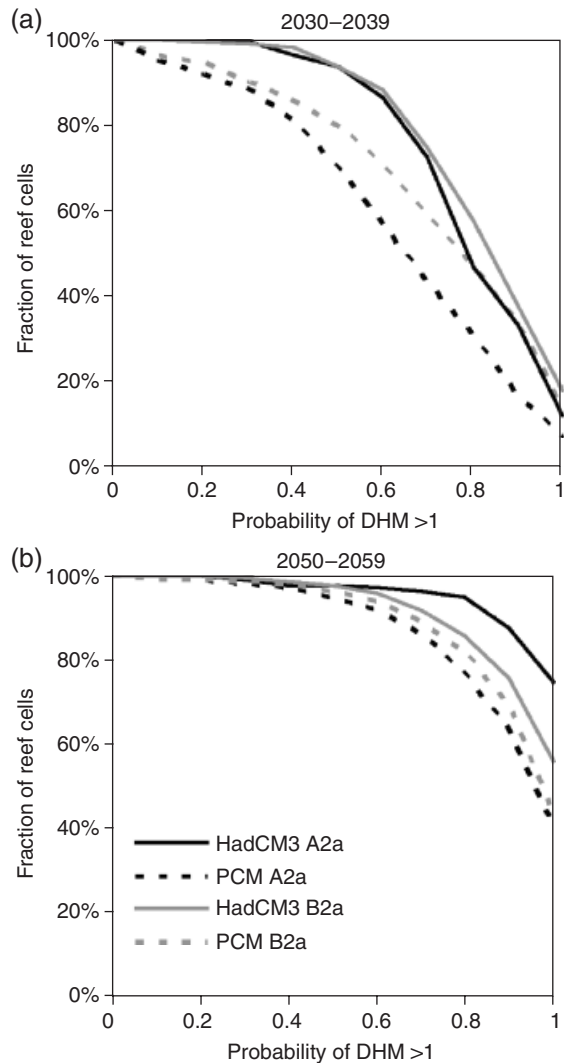 (a)
2030–2039
100%
80%
60%
40%
20%
0%
Fraction of reef cells
0 0.2 0.4 0.6 0.8 1
Probability of DHM >1
(b)
2050–2059
100%
80%
60%
40%
20%
0%
Fraction of reef cells
HadCM3 A2a
PCM A2a
HadCM3 B2a
PCM B2a
0 0.2 0.4 0.6 0.8 1
Probability of DHM >1